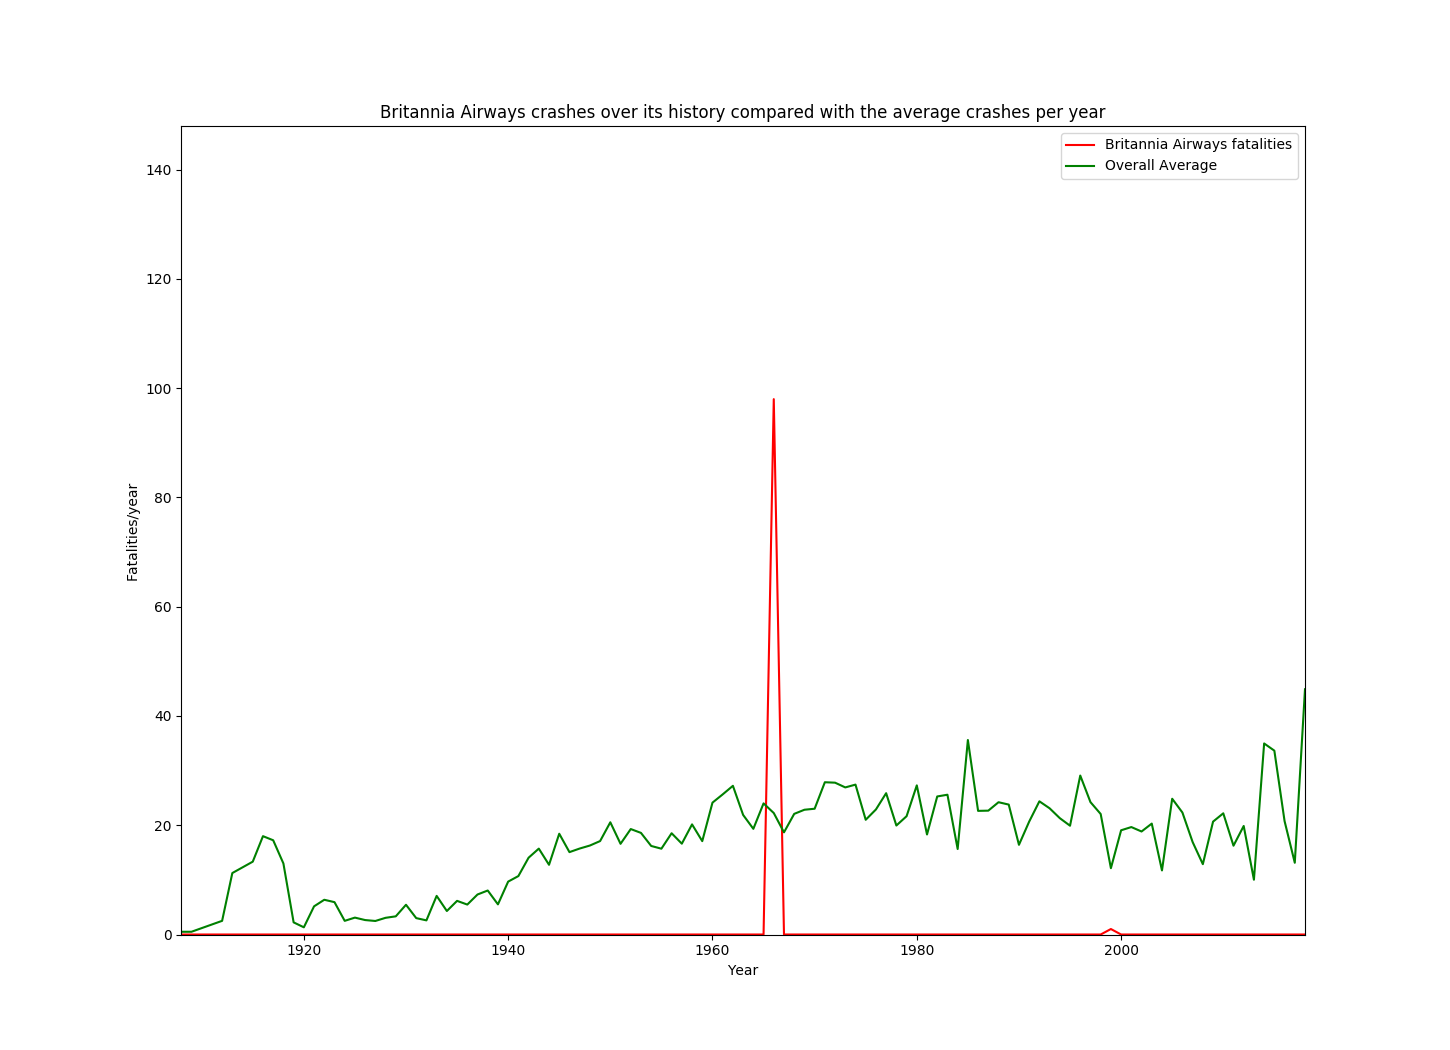 Britannia Airways crashes over its history compared with the average crashes per year
Britannia Airways fatalities
Overall Average
140
120
100
80
60
40
20
0
Fatalities/year
1920 1940 1960 1980 2000
Year